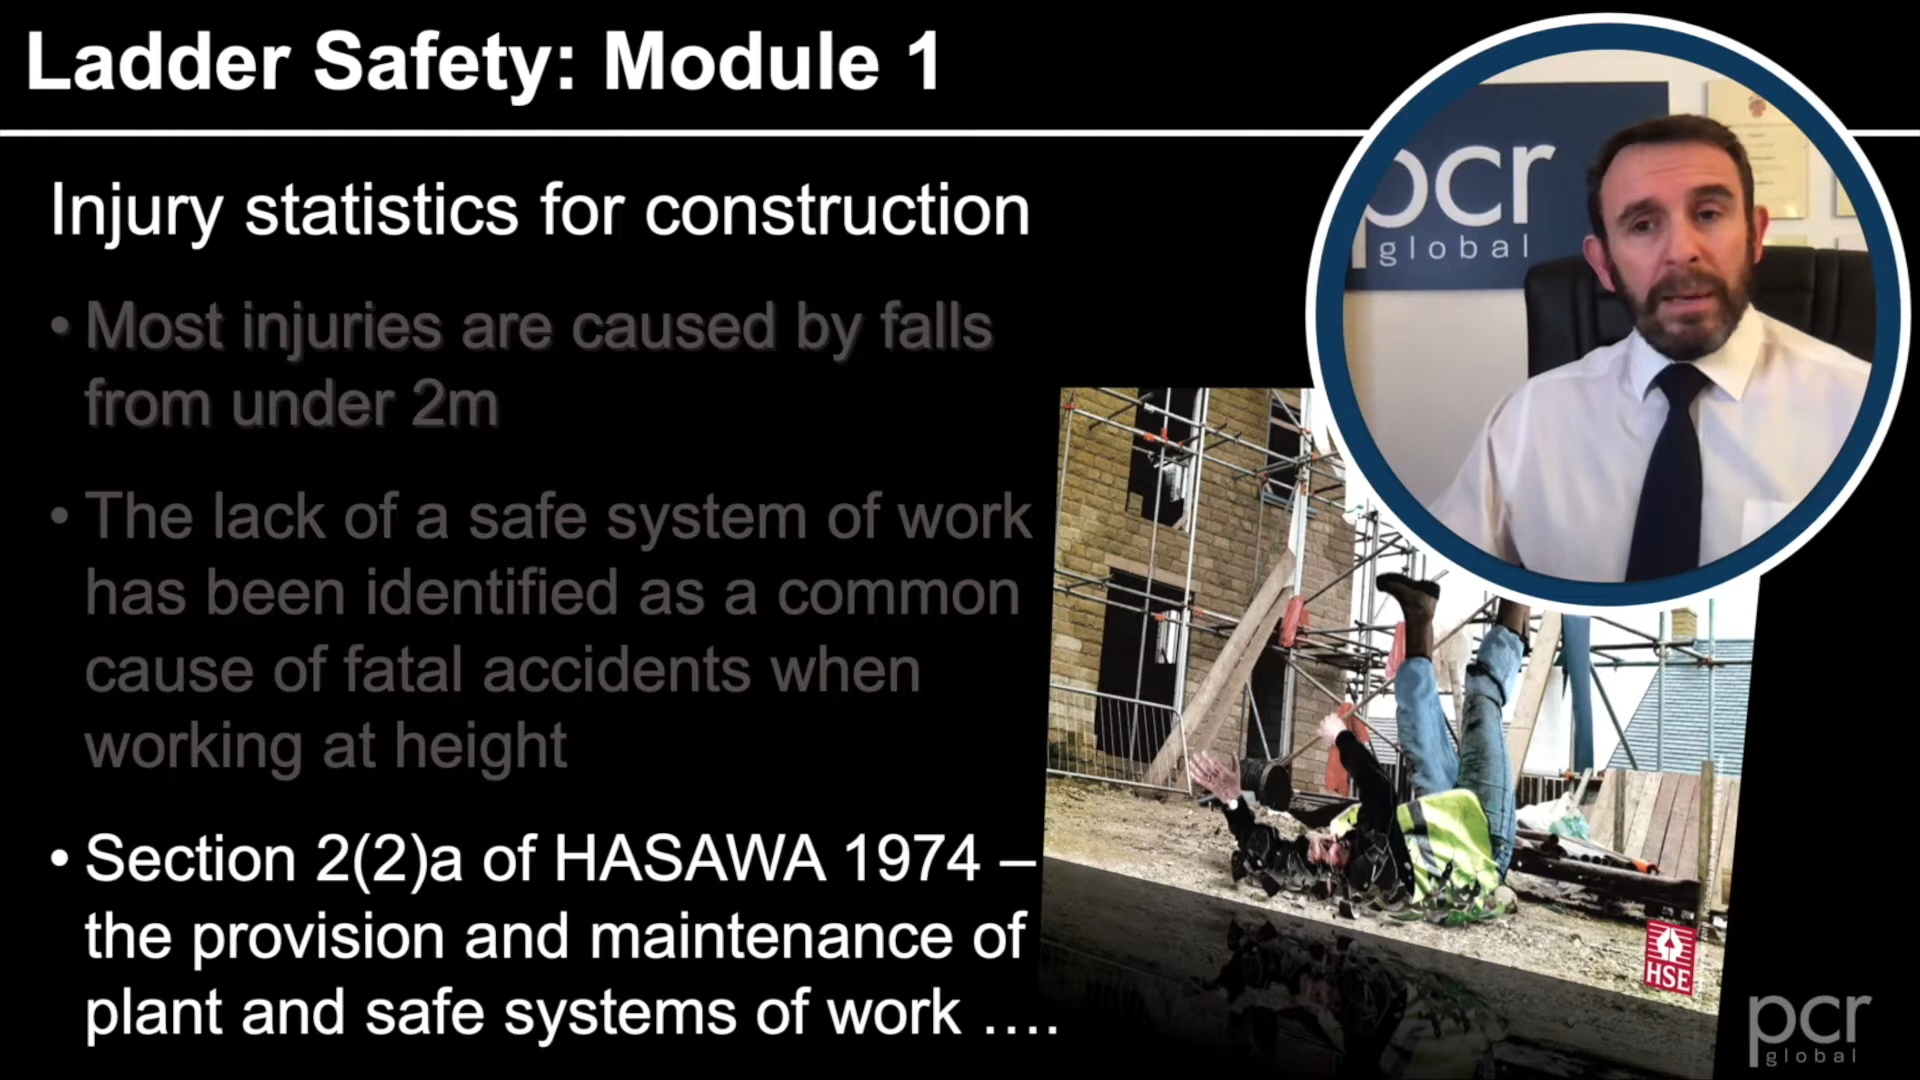 Ladder Safety: Module 1
pcr
global
Injury statistics for construction
• Most injuries are caused by falls
from under 2m
• The lack of a safe system of work
has been identified as a common
cause of fatal accidents when
working at height
• Section 2(2)a of HASAWA 1974 –
the provision and maintenance of
plant and safe systems of work ....
HSE
pcr
global